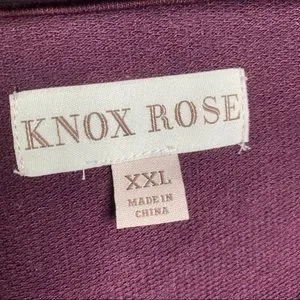 KNOX ROSE
XXL
MADE IN
CHINA